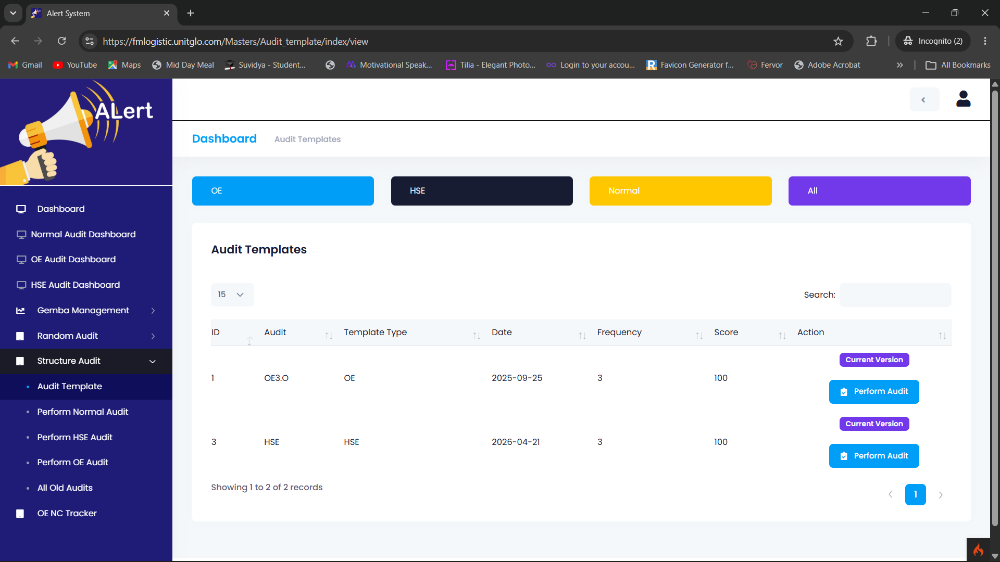 Alert System
https://fmlogistic.unitglo.com/Masters/Audit_template/index/view
Incognito (2)
Gmail
YouTube
Maps
Mid Day Meal
Suvidya - Student...
Motivational Speak...
Tilia - Elegant Photo...
Login to your accou...
Favicon Generator f...
Fervor
Adobe Acrobat
All Bookmarks
ALert
Dashboard
Normal Audit Dashboard
OE Audit Dashboard
HSE Audit Dashboard
Gemba Management
Random Audit
Structure Audit
Audit Template
Perform Normal Audit
Perform HSE Audit
Perform OE Audit
All Old Audits
OE NC Tracker
Dashboard Audit Templates
OE HSE Normal All
Audit Templates
15 Search:
ID Audit Template Type Date Frequency Score Action
Current Version
1 OE3.O OE 2025-09-25 3 100
Perform Audit
Current Version
3 HSE HSE 2026-04-21 3 100
Perform Audit
Showing 1 to 2 of 2 records
1